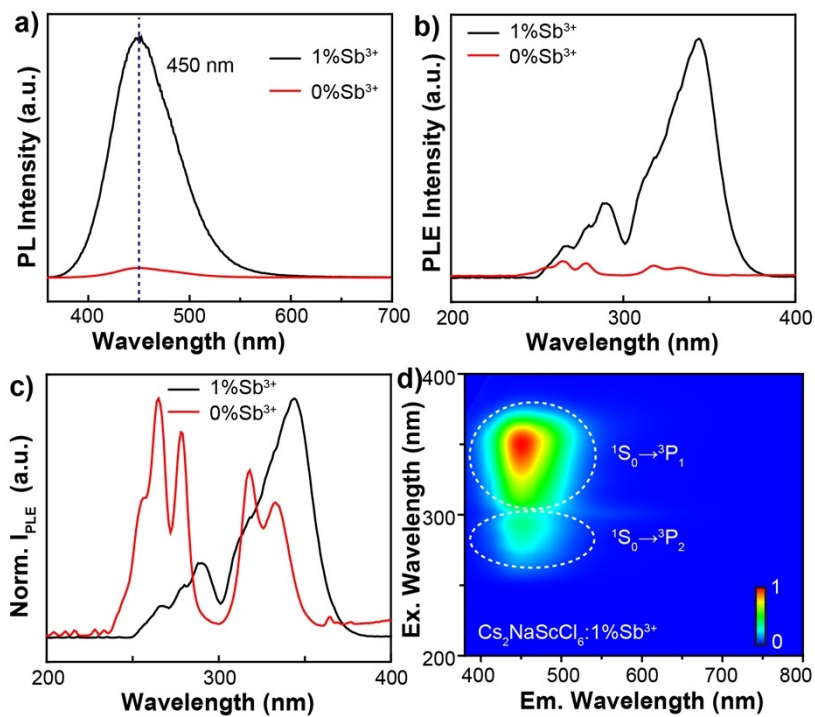 a)
PL Intensity (a.u.)
450 nm
1%Sb³⁺
0%Sb³⁺
400 500 600 700
Wavelength (nm)
b)
PLE Intensity (a.u.)
1%Sb³⁺
0%Sb³⁺
200 300 400
Wavelength (nm)
c)
Norm. I_PLE (a.u.)
1%Sb³⁺
0%Sb³⁺
200 300 400
Wavelength (nm)
d)
Ex. Wavelength (nm)
400
300
200
¹S₀→³P₁
¹S₀→³P₂
1
0
Cs₂NaScCl₆:1%Sb³⁺
400 500 600 700 800
Em. Wavelength (nm)